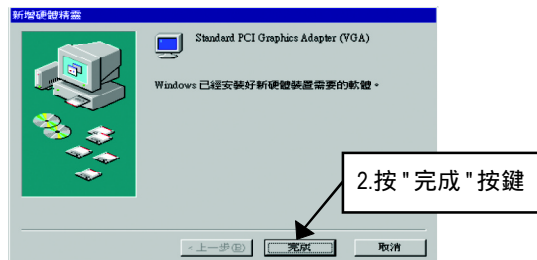 新增硬體精靈
Standard PCI Graphics Adapter (VGA)
Windows 已經安裝好新硬體裝置需要的軟體。
2.按"完成"按鍵
<上一步(B)
完成
取消